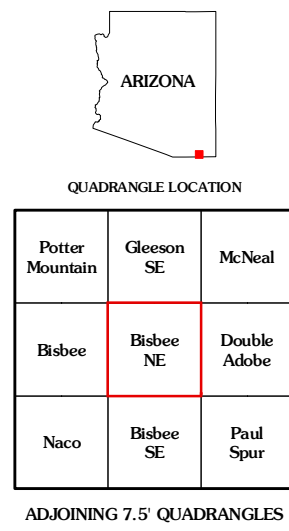 ARIZONA
QUADRANGLE LOCATION
Potter
Mountain
Gleeson
SE
McNeal
Bisbee
Bisbee
NE
Double
Adobe
Naco
Bisbee
SE
Paul
Spur
ADJOINING 7.5' QUADRANGLES